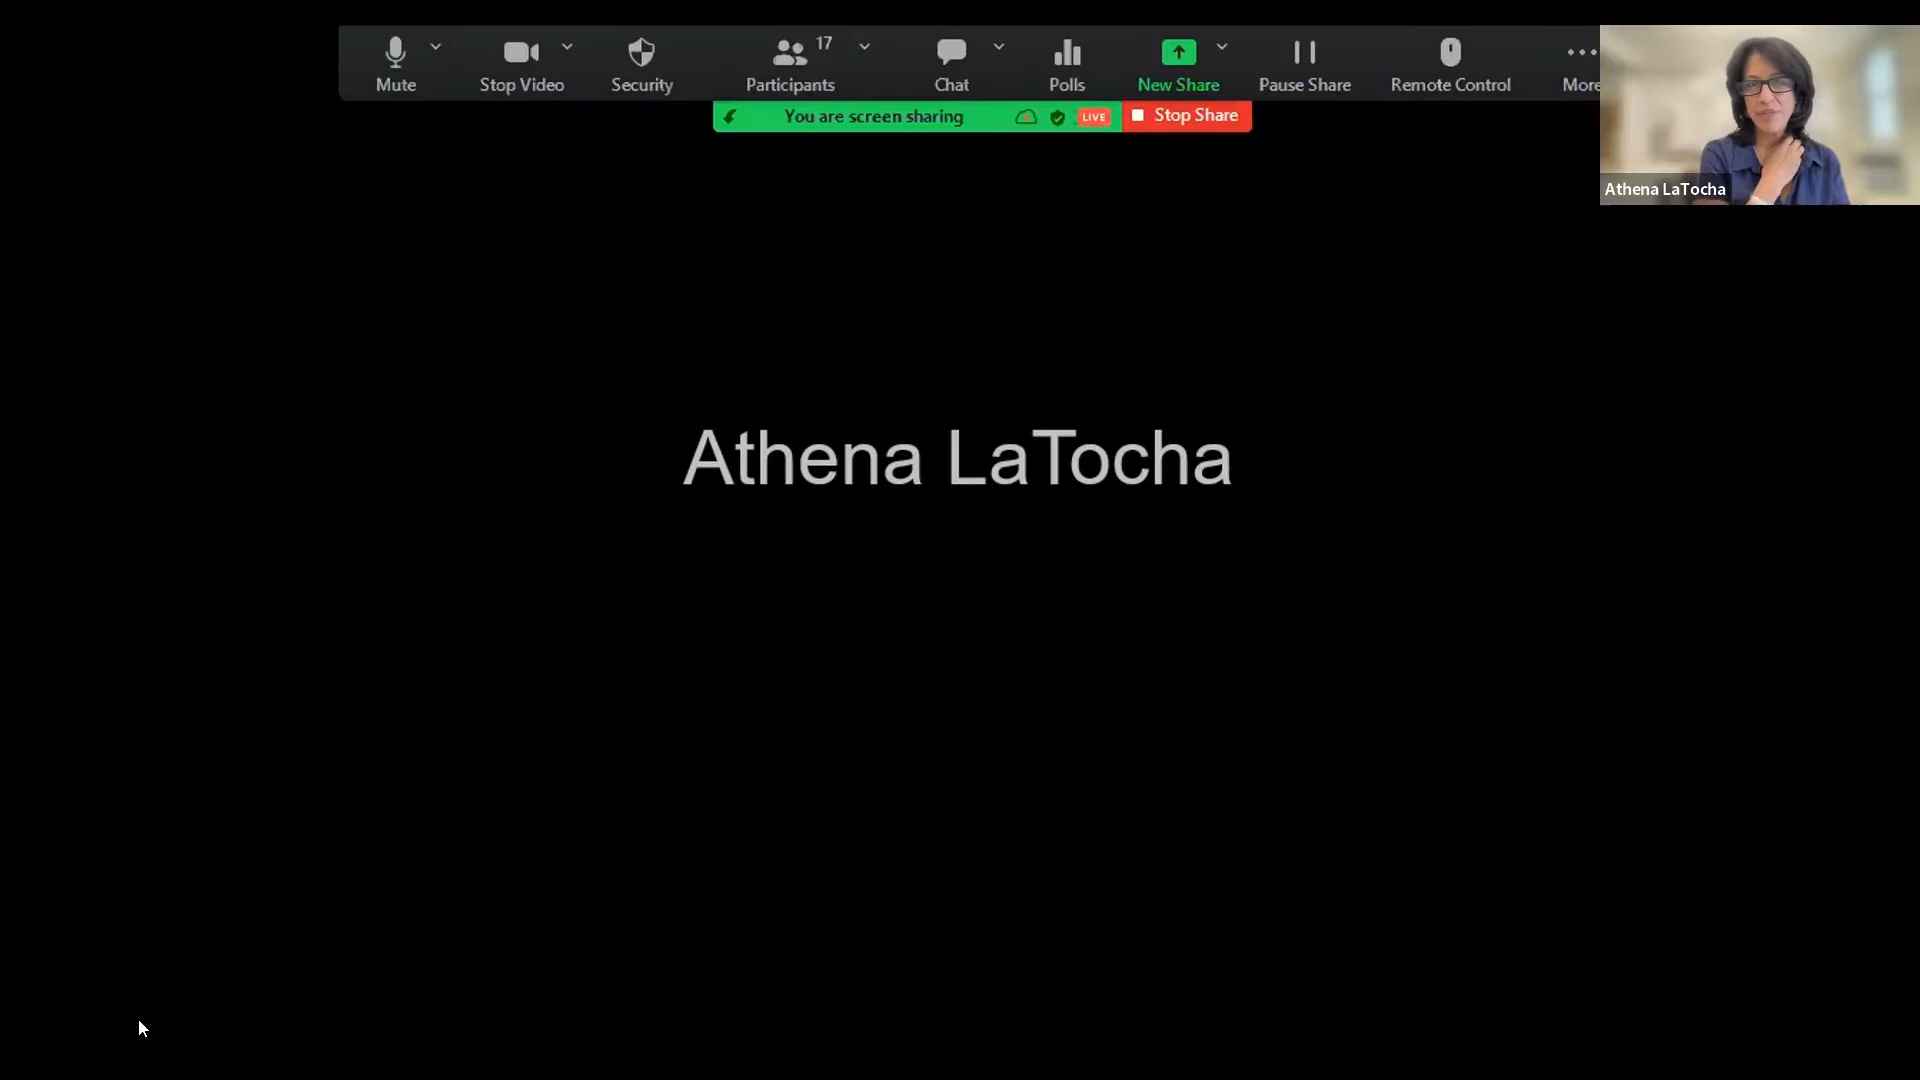 17
Mute
Stop Video
Security
Participants
Chat
Polls
New Share
Pause Share
Remote Control
More
You are screen sharing
LIVE
Stop Share
Athena LaTocha
Athena LaTocha